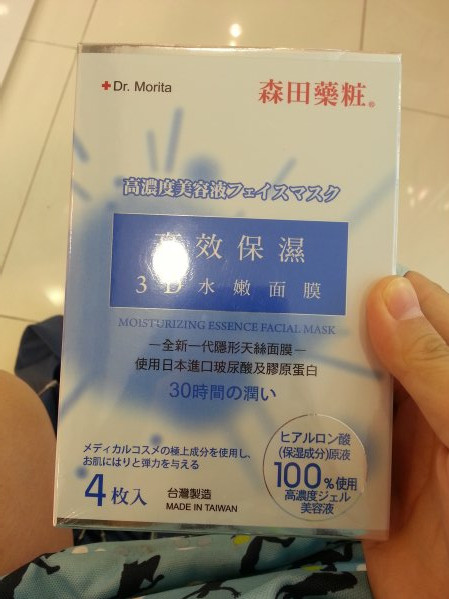 Dr. Morita
森田藥粧®
高濃度美容液フェイスマスク
高效保濕
3D水嫩面膜
MOISTURIZING ESSENCE FACIAL MASK
—全新一代隱形天絲面膜—
使用日本進口玻尿酸及膠原蛋白
30時間の潤い
メディカルコスメの極上成分を使用し、
お肌にはりと弾力を与える
4枚入
台灣製造
MADE IN TAIWAN
ヒアルロン酸
(保湿成分)原液
100%使用
高濃度ジェル
美容液